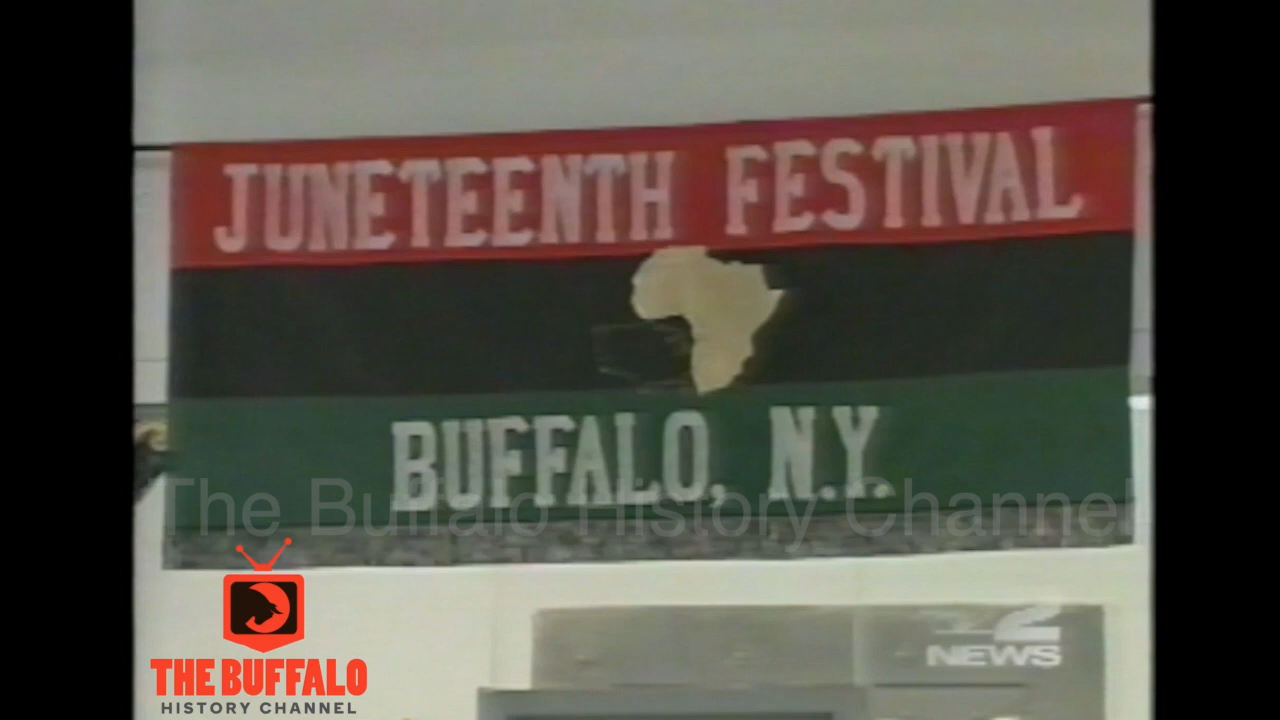 JUNETEENTH FESTIVAL
BUFFALO, N.Y.
The Buffalo History Channel
2
NEWS
THE BUFFALO
HISTORY CHANNEL